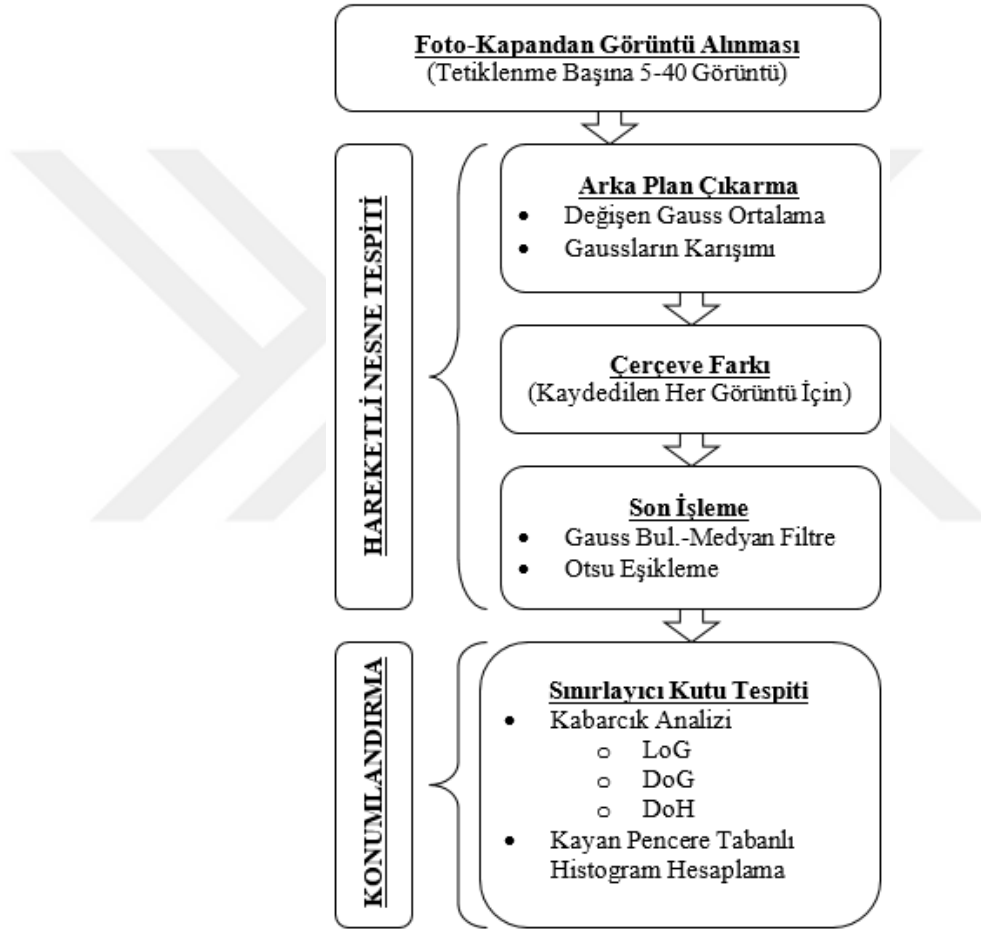 Foto-Kapandan Görüntü Alınması
(Tetiklenme Başına 5-40 Görüntü)
HAREKETLİ NESNE TESPİTİ
Arka Plan Çıkarma
• Değişen Gauss Ortalama
• Gaussların Karışımı
Çerçeve Farkı
(Kaydedilen Her Görüntü İçin)
Son İşleme
• Gauss Bul.-Medyan Filtre
• Otsu Eşikleme
KONUMLANDIRMA
Sınırlayıcı Kutu Tespiti
• Kabarcık Analizi
o LoG
o DoG
o DoH
• Kayan Pencere Tabanlı
Histogram Hesaplama